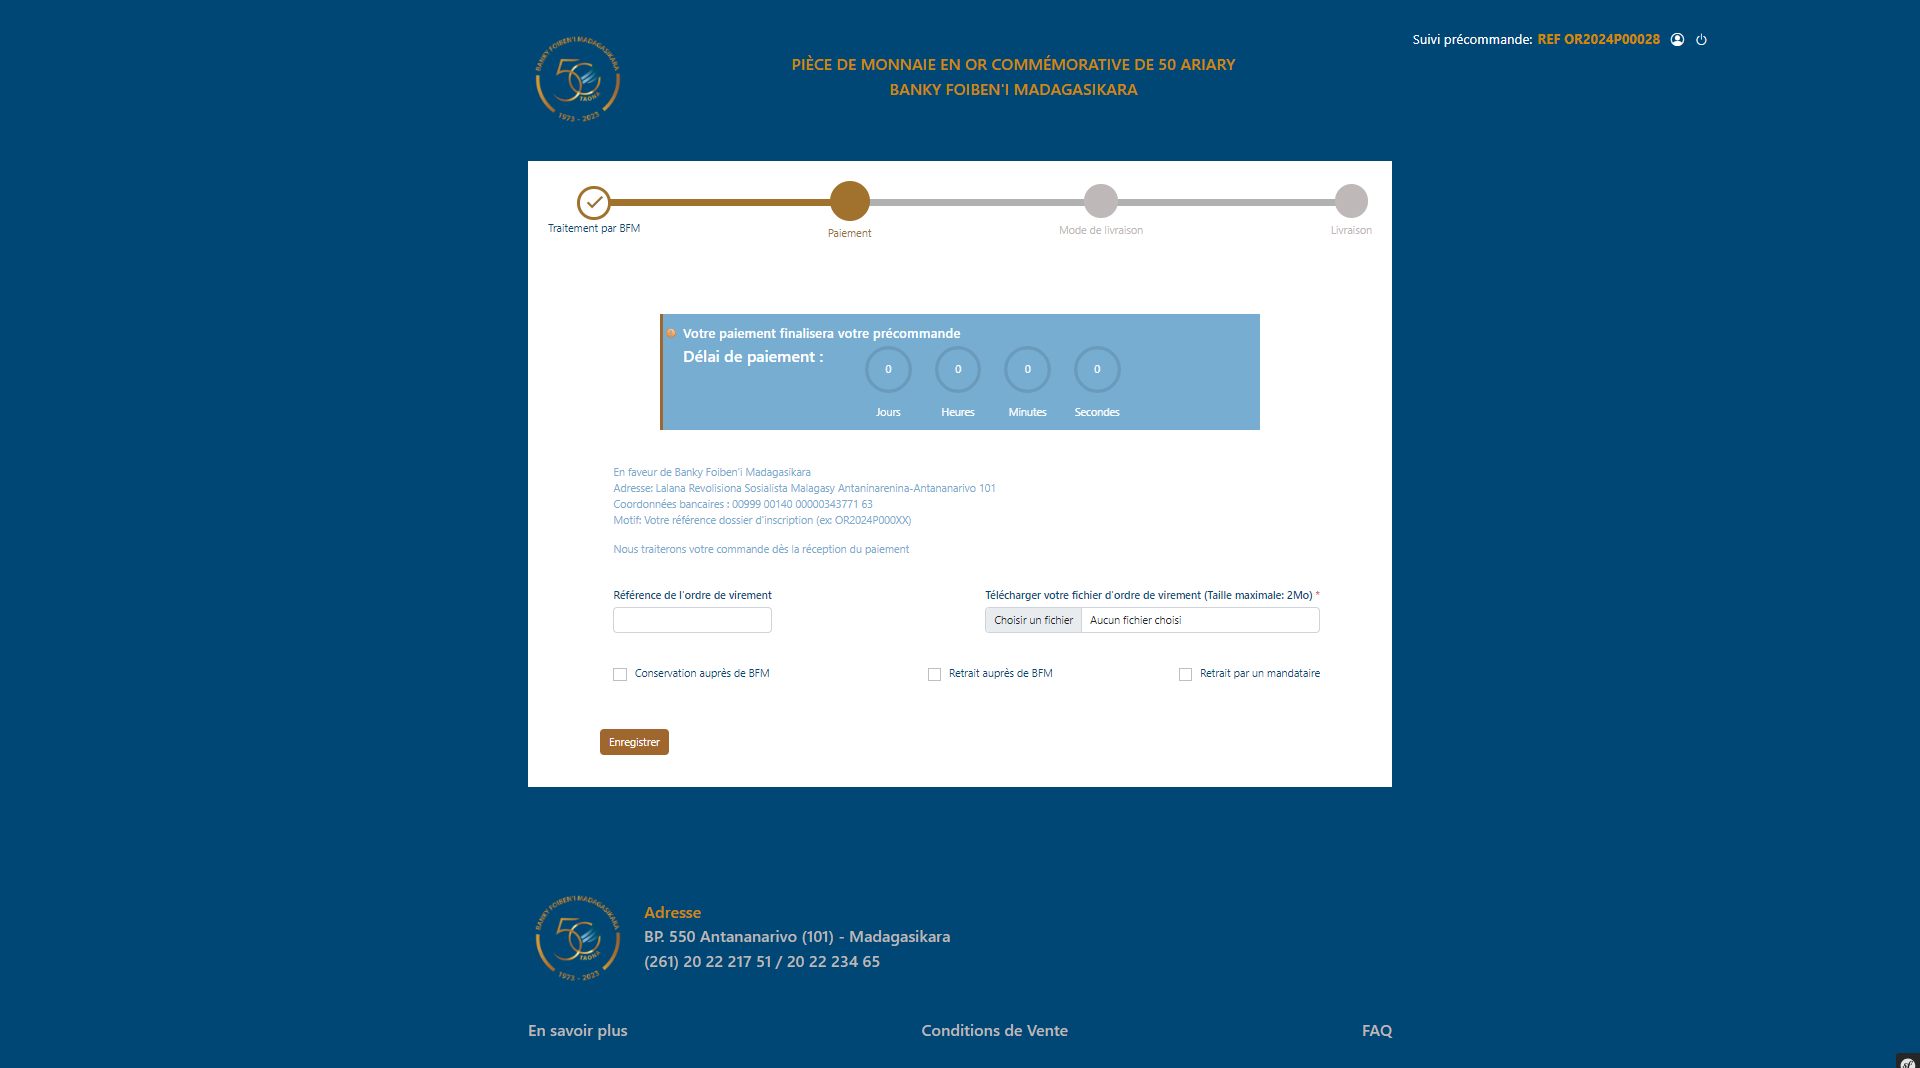 BANKY FOIBEN'I MADAGASIKARA
50
TAONA
1973 - 2023
PIÈCE DE MONNAIE EN OR COMMÉMORATIVE DE 50 ARIARY
BANKY FOIBEN'I MADAGASIKARA
Suivi précommande: REF OR2024P00028
Traitement par BFM
Paiement
Mode de livraison
Livraison
Votre paiement finalisera votre précommande
Délai de paiement :
0 0 0 0
Jours Heures Minutes Secondes
En faveur de Banky Foiben'i Madagasikara
Adresse: Lalana Revolisiona Sosialista Malagasy Antaninarenina-Antananarivo 101
Coordonnées bancaires : 00999 00140 00000343771 63
Motif: Votre référence dossier d'inscription (ex: OR2024P000XX)
Nous traiterons votre commande dès la réception du paiement
Référence de l'ordre de virement
Télécharger votre fichier d'ordre de virement (Taille maximale: 2Mo) *
Choisir un fichier Aucun fichier choisi
Conservation auprès de BFM
Retrait auprès de BFM
Retrait par un mandataire
Enregistrer
BANKY FOIBEN'I MADAGASIKARA
50
TAONA
1973 - 2023
Adresse
BP. 550 Antananarivo (101) - Madagasikara
(261) 20 22 217 51 / 20 22 234 65
En savoir plus
Conditions de Vente
FAQ
sf